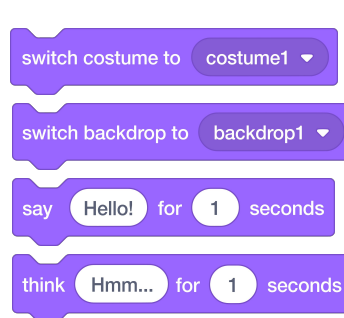 switch costume to costume1
switch backdrop to backdrop1
say Hello! for 1 seconds
think Hmm... for 1 seconds